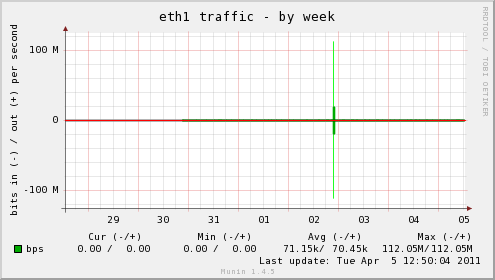 eth1 traffic - by week
RRDTOOL / TOBI OETIKER
bits in (-) / out (+) per second
100 M
0
-100 M
29 30 31 01 02 03 04 05
Cur (-/+) Min (-/+) Avg (-/+) Max (-/+)
bps 0.00 / 0.00 0.00 / 0.00 71.15k/ 70.45k 112.05M/112.05M
Last update: Tue Apr 5 12:50:04 2011
Munin 1.4.5